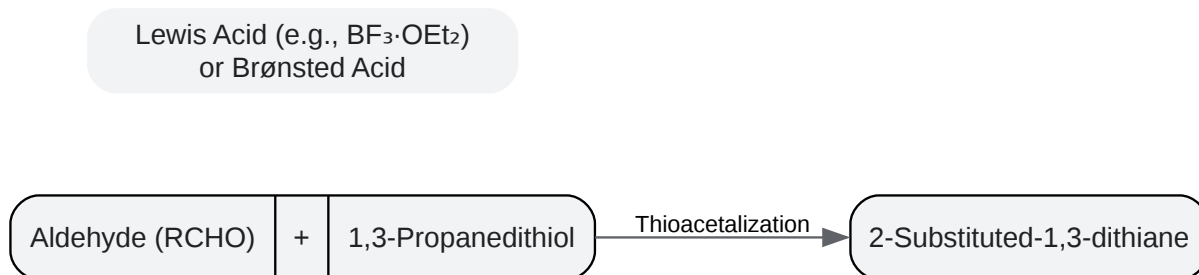 Lewis Acid (e.g., BF₃·OEt₂)
or Brønsted Acid
Aldehyde (RCHO) + 1,3-Propanedithiol Thioacetalization 2-Substituted-1,3-dithiane